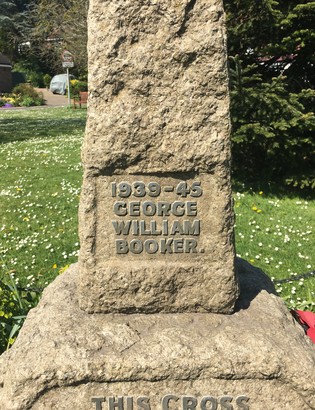 1939-45
GEORGE
WILLIAM
BOOKER.
THIS CROSS